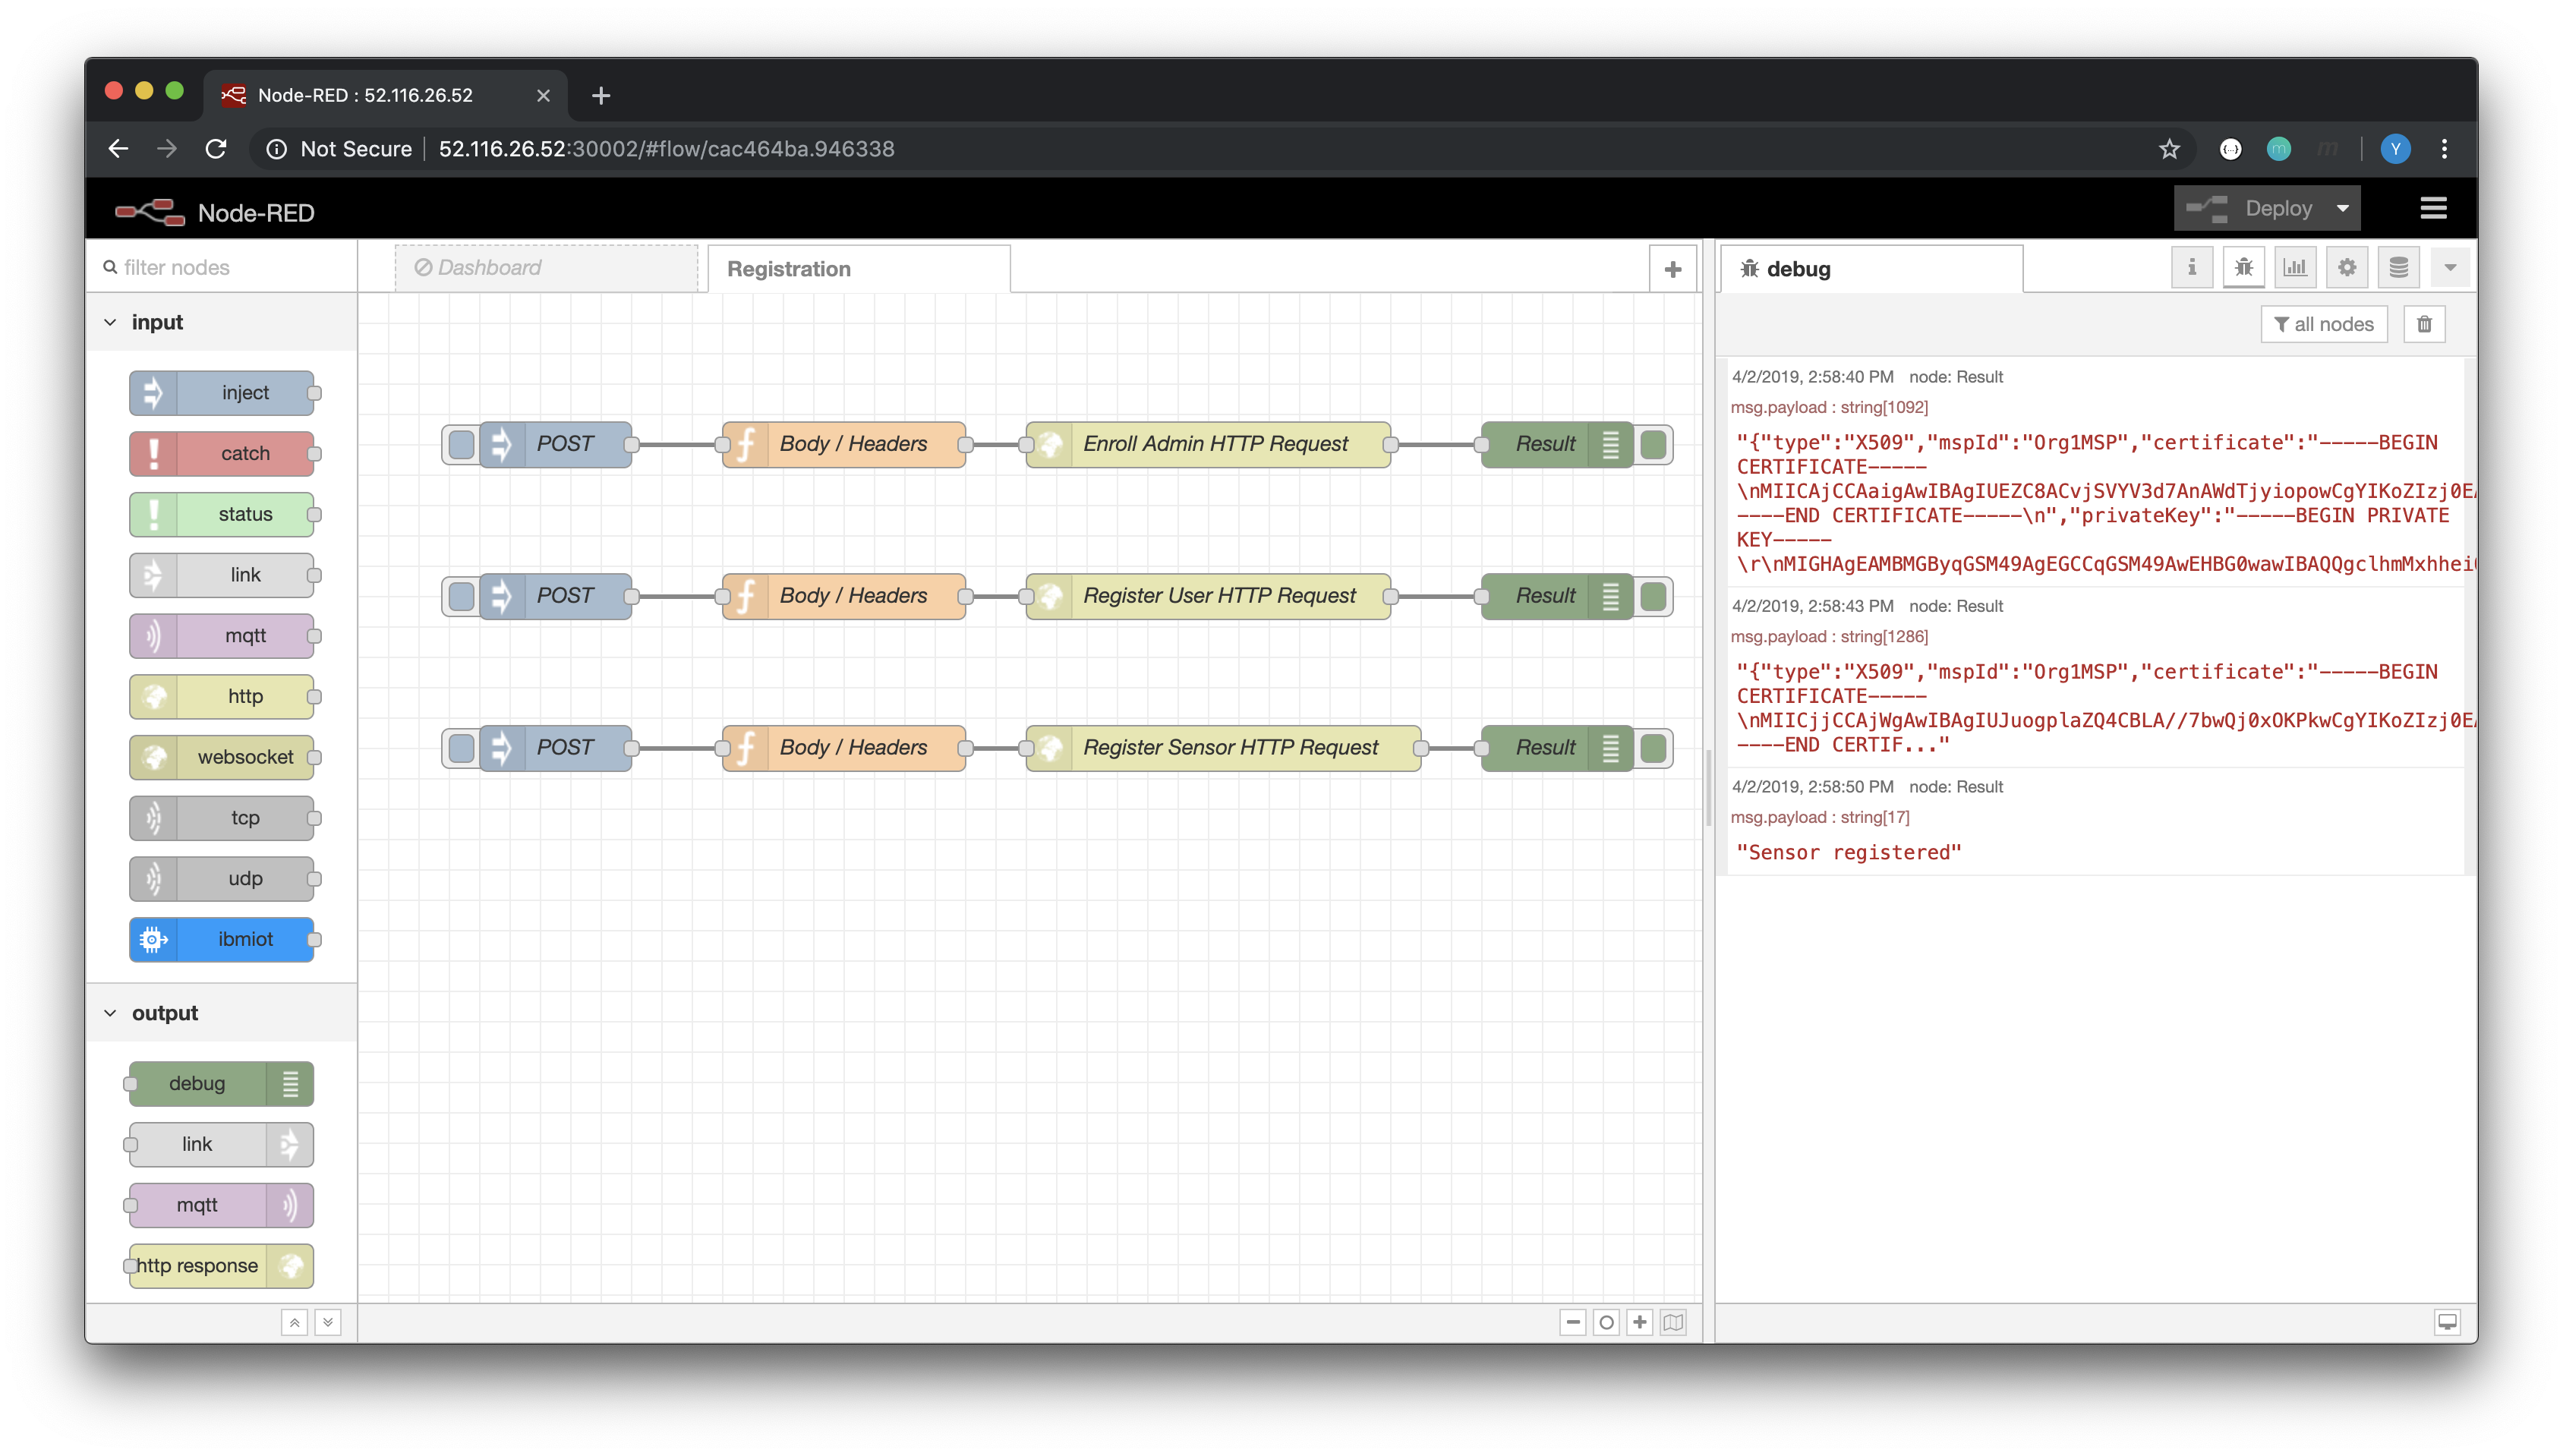 Node-RED : 52.116.26.52
Not Secure
52.116.26.52:30002/#flow/cac464ba.946338
Y
Node-RED
Deploy
filter nodes
Dashboard
Registration
debug
all nodes
input
inject
catch
status
link
mqtt
http
websocket
tcp
udp
ibmiot
output
debug
link
mqtt
http response
POST
Body / Headers
Enroll Admin HTTP Request
Result
POST
Body / Headers
Register User HTTP Request
Result
POST
Body / Headers
Register Sensor HTTP Request
Result
4/2/2019, 2:58:40 PM node: Result
msg.payload : string[1092]
"{"type":"X509","mspId":"Org1MSP","certificate":"-----BEGIN
CERTIFICATE-----
\nMIICAjCCAaigAwIBAgIUEZC8ACvjSVYV3d7AnAWdTjyiopowCgYIKoZIzj0EA
----END CERTIFICATE-----\n","privateKey":"-----BEGIN PRIVATE
KEY-----
\r\nMIGHAgEAMBMGByqGSM49AgEGCCqGSM49AwEHBG0wawIBAQQgclhmMxhhei
4/2/2019, 2:58:43 PM node: Result
msg.payload : string[1286]
"{"type":"X509","mspId":"Org1MSP","certificate":"-----BEGIN
CERTIFICATE-----
\nMIICjjCCAjWgAwIBAgIUJuogplaZQ4CBLA//7bwQj0xOKPkwCgYIKoZIzj0EA
----END CERTIF..."
4/2/2019, 2:58:50 PM node: Result
msg.payload : string[17]
"Sensor registered"